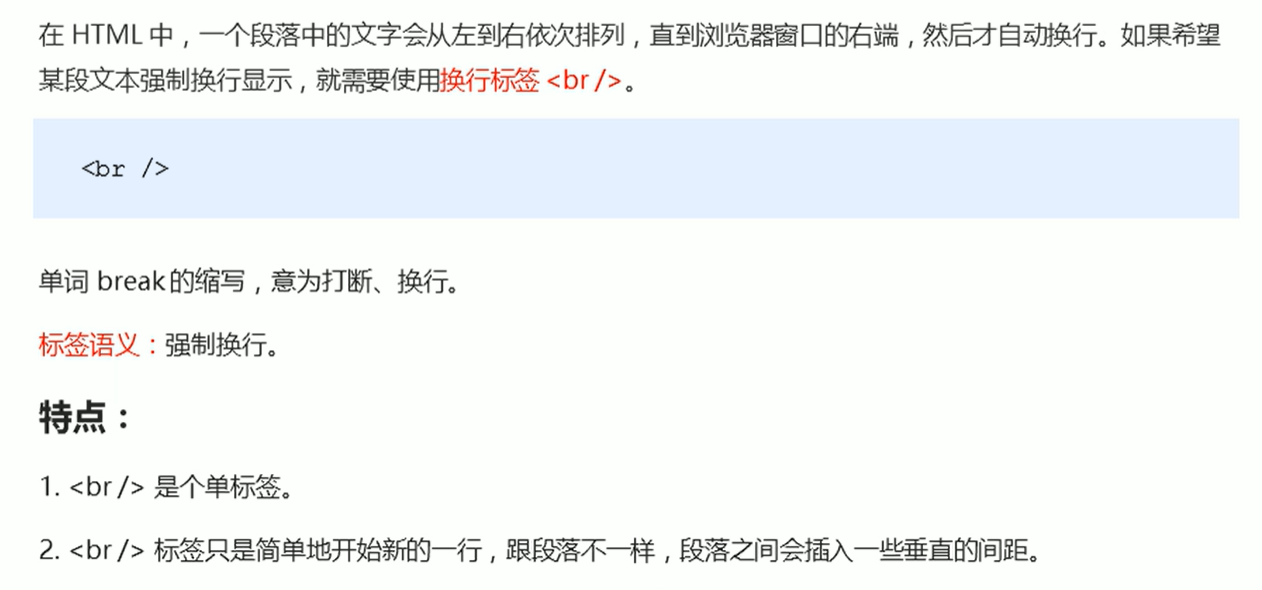 在 HTML 中，一个段落中的文字会从左到右依次排列，直到浏览器窗口的右端，然后才自动换行。如果希望
某段文本强制换行显示，就需要使用换行标签 <br />。
<br />
单词 break的缩写，意为打断、换行。
标签语义：强制换行。
特点：
1. <br /> 是个单标签。
2. <br /> 标签只是简单地开始新的一行，跟段落不一样，段落之间会插入一些垂直的间距。